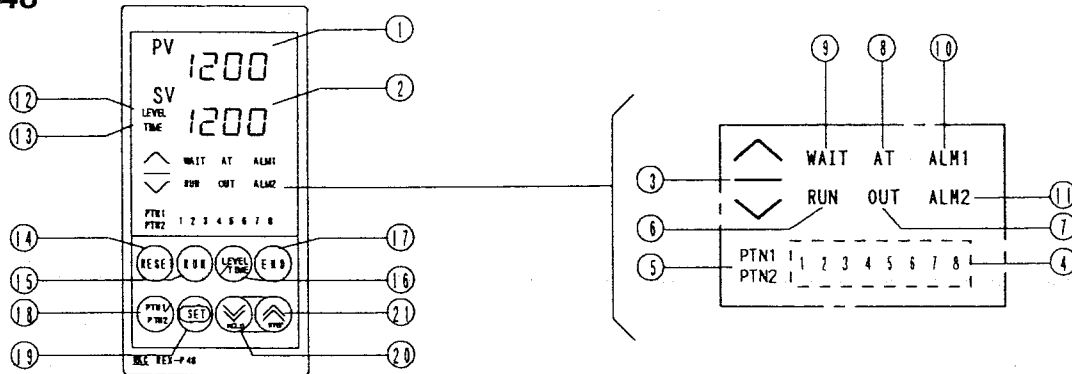 PV
1200
①
SV
1200
②
⑫
LEVEL
⑬
TIME
WAIT AT ALM1
RUN OUT ALM2
PTN1
PTN2
1 2 3 4 5 6 7 8
⑭
RESET
RUN
LEVEL/TIME
END
⑰
⑮
⑯
⑱
PTN1/
PTN2
SET
㉑
⑲
⑳
RKC REX-P48
⑨
⑧
⑩
WAIT AT ALM1
③
RUN OUT ALM2
⑪
⑥
⑦
⑤
PTN1
PTN2
1 2 3 4 5 6 7 8
④